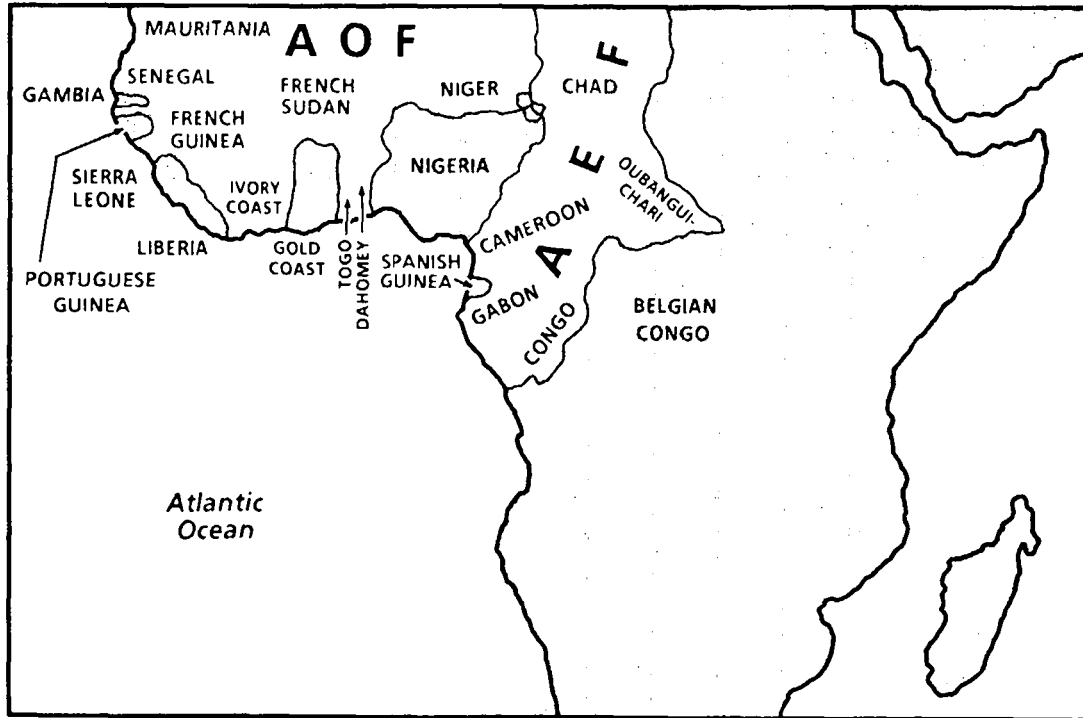 MAURITANIA
A O F
SENEGAL
GAMBIA
FRENCH
SUDAN
NIGER
CHAD
FRENCH
GUINEA
NIGERIA
SIERRA
LEONE
IVORY
COAST
OUBANGUI-
CHARI
LIBERIA
GOLD
COAST
TOGO
DAHOMEY
CAMEROON
A E F
PORTUGUESE
GUINEA
SPANISH
GUINEA
GABON
CONGO
BELGIAN
CONGO
Atlantic
Ocean